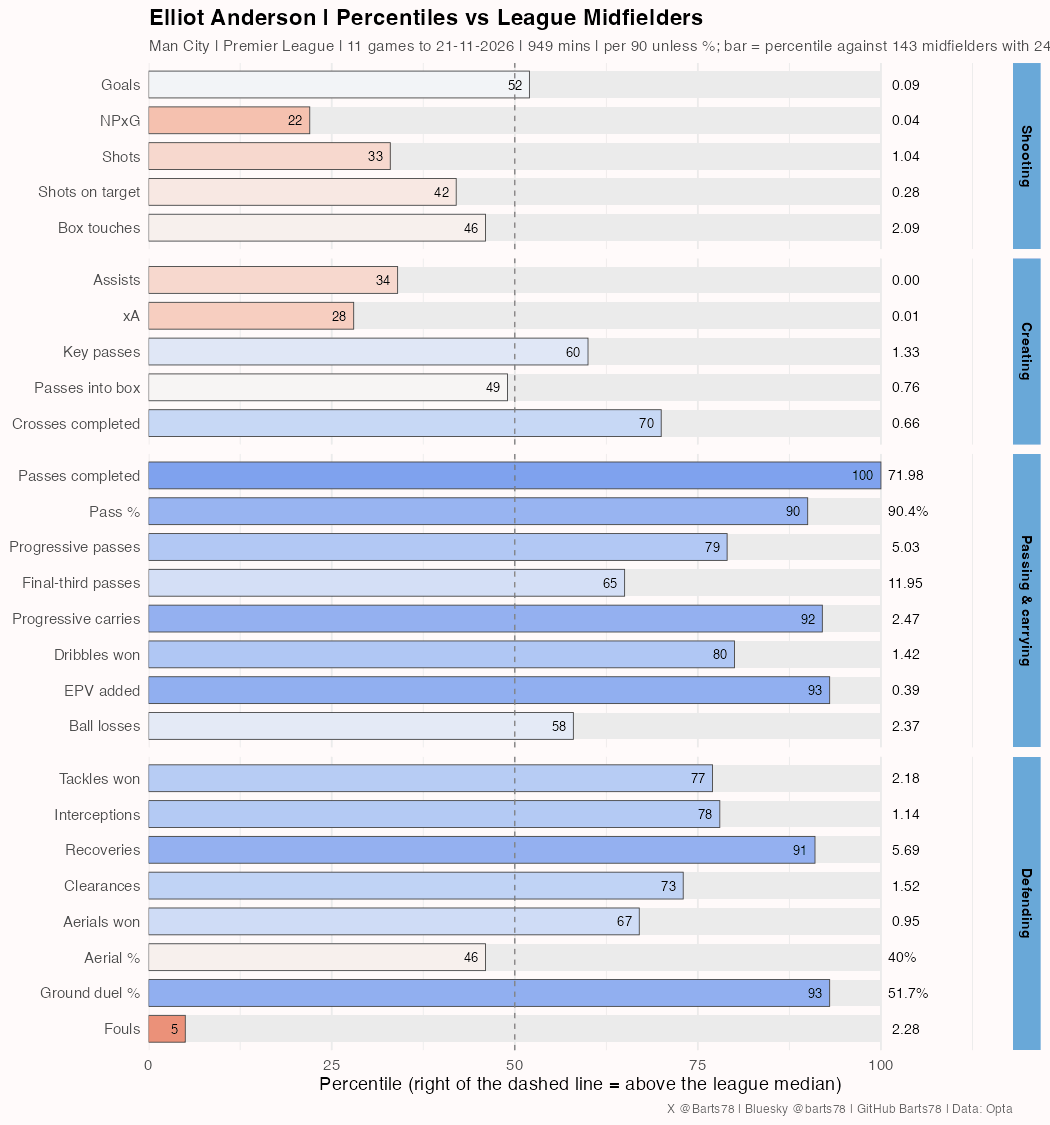 Elliot Anderson | Percentiles vs League Midfielders
Man City | Premier League | 11 games to 21-11-2026 | 949 mins | per 90 unless %; bar = percentile against 143 midfielders with 24
Shooting
Goals 52 0.09
NPxG 22 0.04
Shots 33 1.04
Shots on target 42 0.28
Box touches 46 2.09
Creating
Assists 34 0.00
xA 28 0.01
Key passes 60 1.33
Passes into box 49 0.76
Crosses completed 70 0.66
Passing & carrying
Passes completed 100 71.98
Pass % 90 90.4%
Progressive passes 79 5.03
Final-third passes 65 11.95
Progressive carries 92 2.47
Dribbles won 80 1.42
EPV added 93 0.39
Ball losses 58 2.37
Defending
Tackles won 77 2.18
Interceptions 78 1.14
Recoveries 91 5.69
Clearances 73 1.52
Aerials won 67 0.95
Aerial % 46 40%
Ground duel % 93 51.7%
Fouls 5 2.28
0 25 50 75 100
Percentile (right of the dashed line = above the league median)
X @Barts78 | Bluesky @barts78 | GitHub Barts78 | Data: Opta